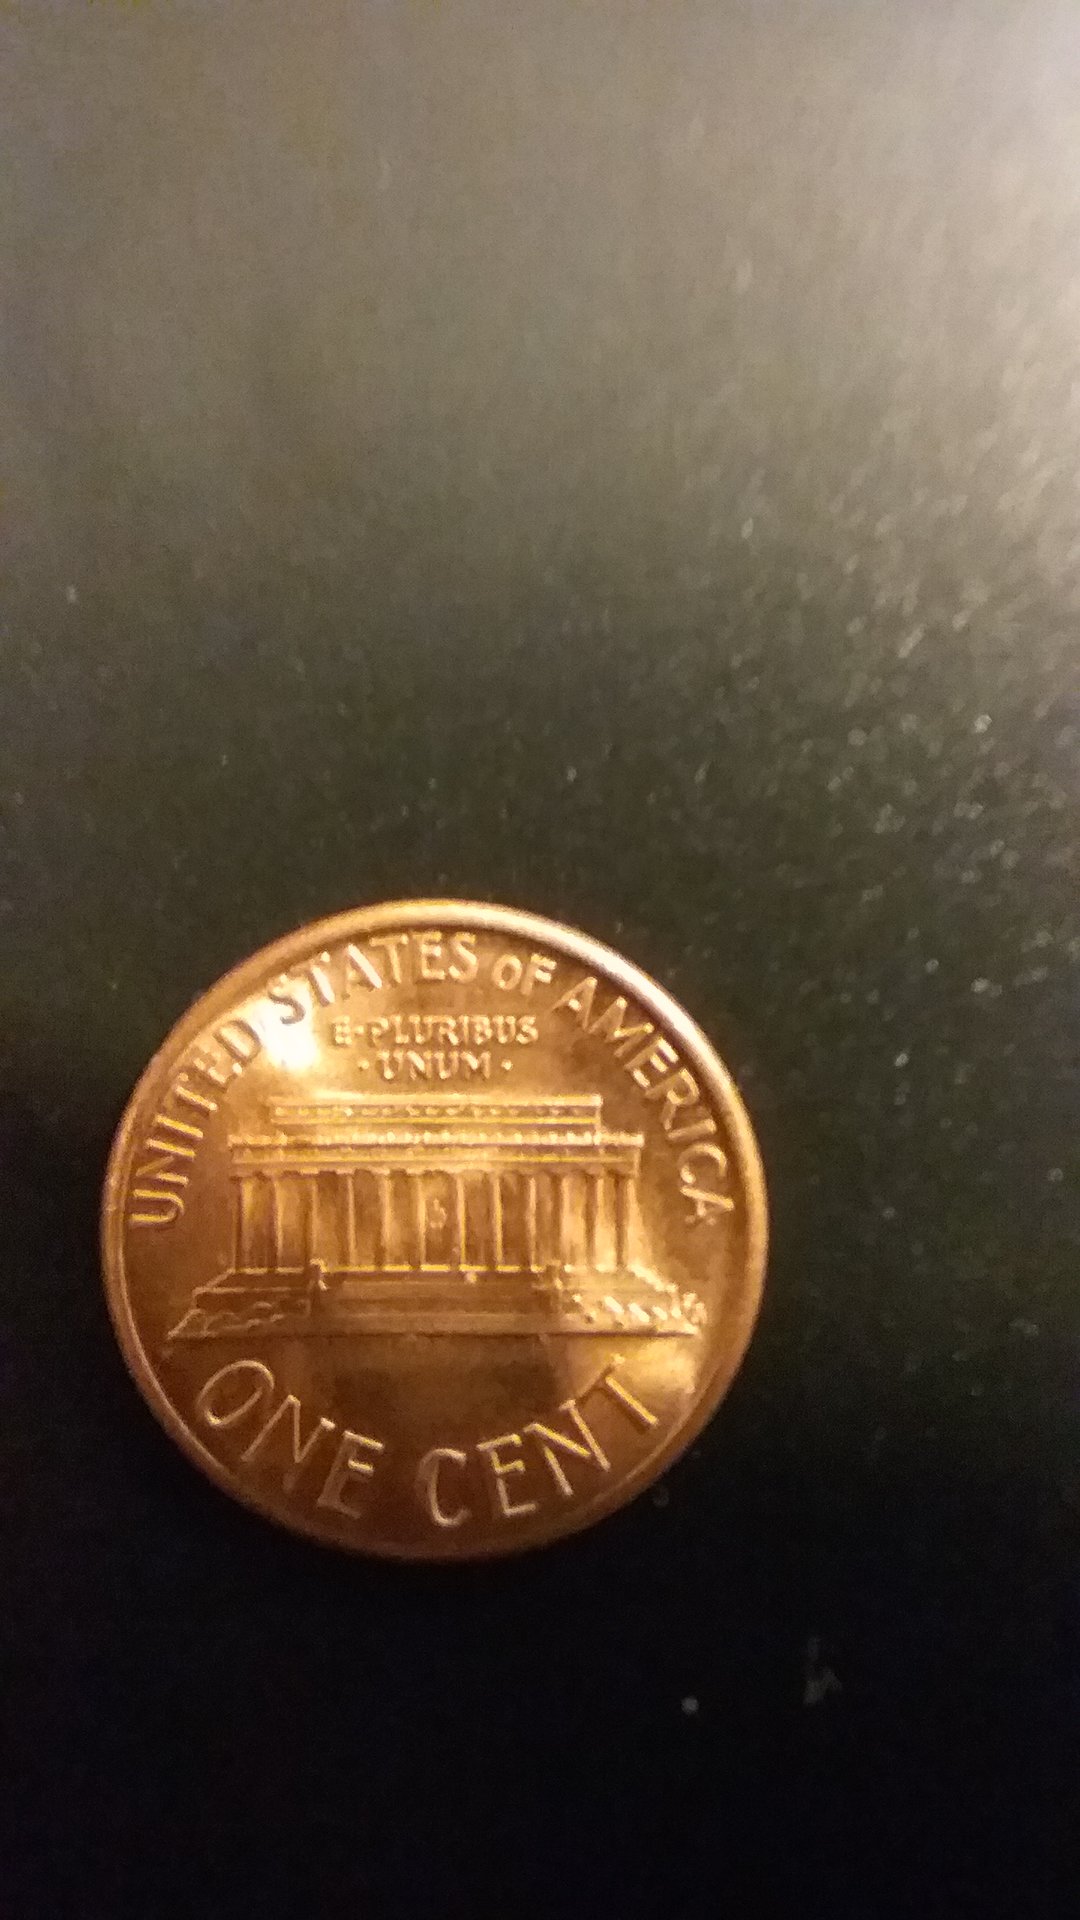 UNITED STATES OF AMERICA
E·PLURIBUS
·UNUM·
ONE CENT